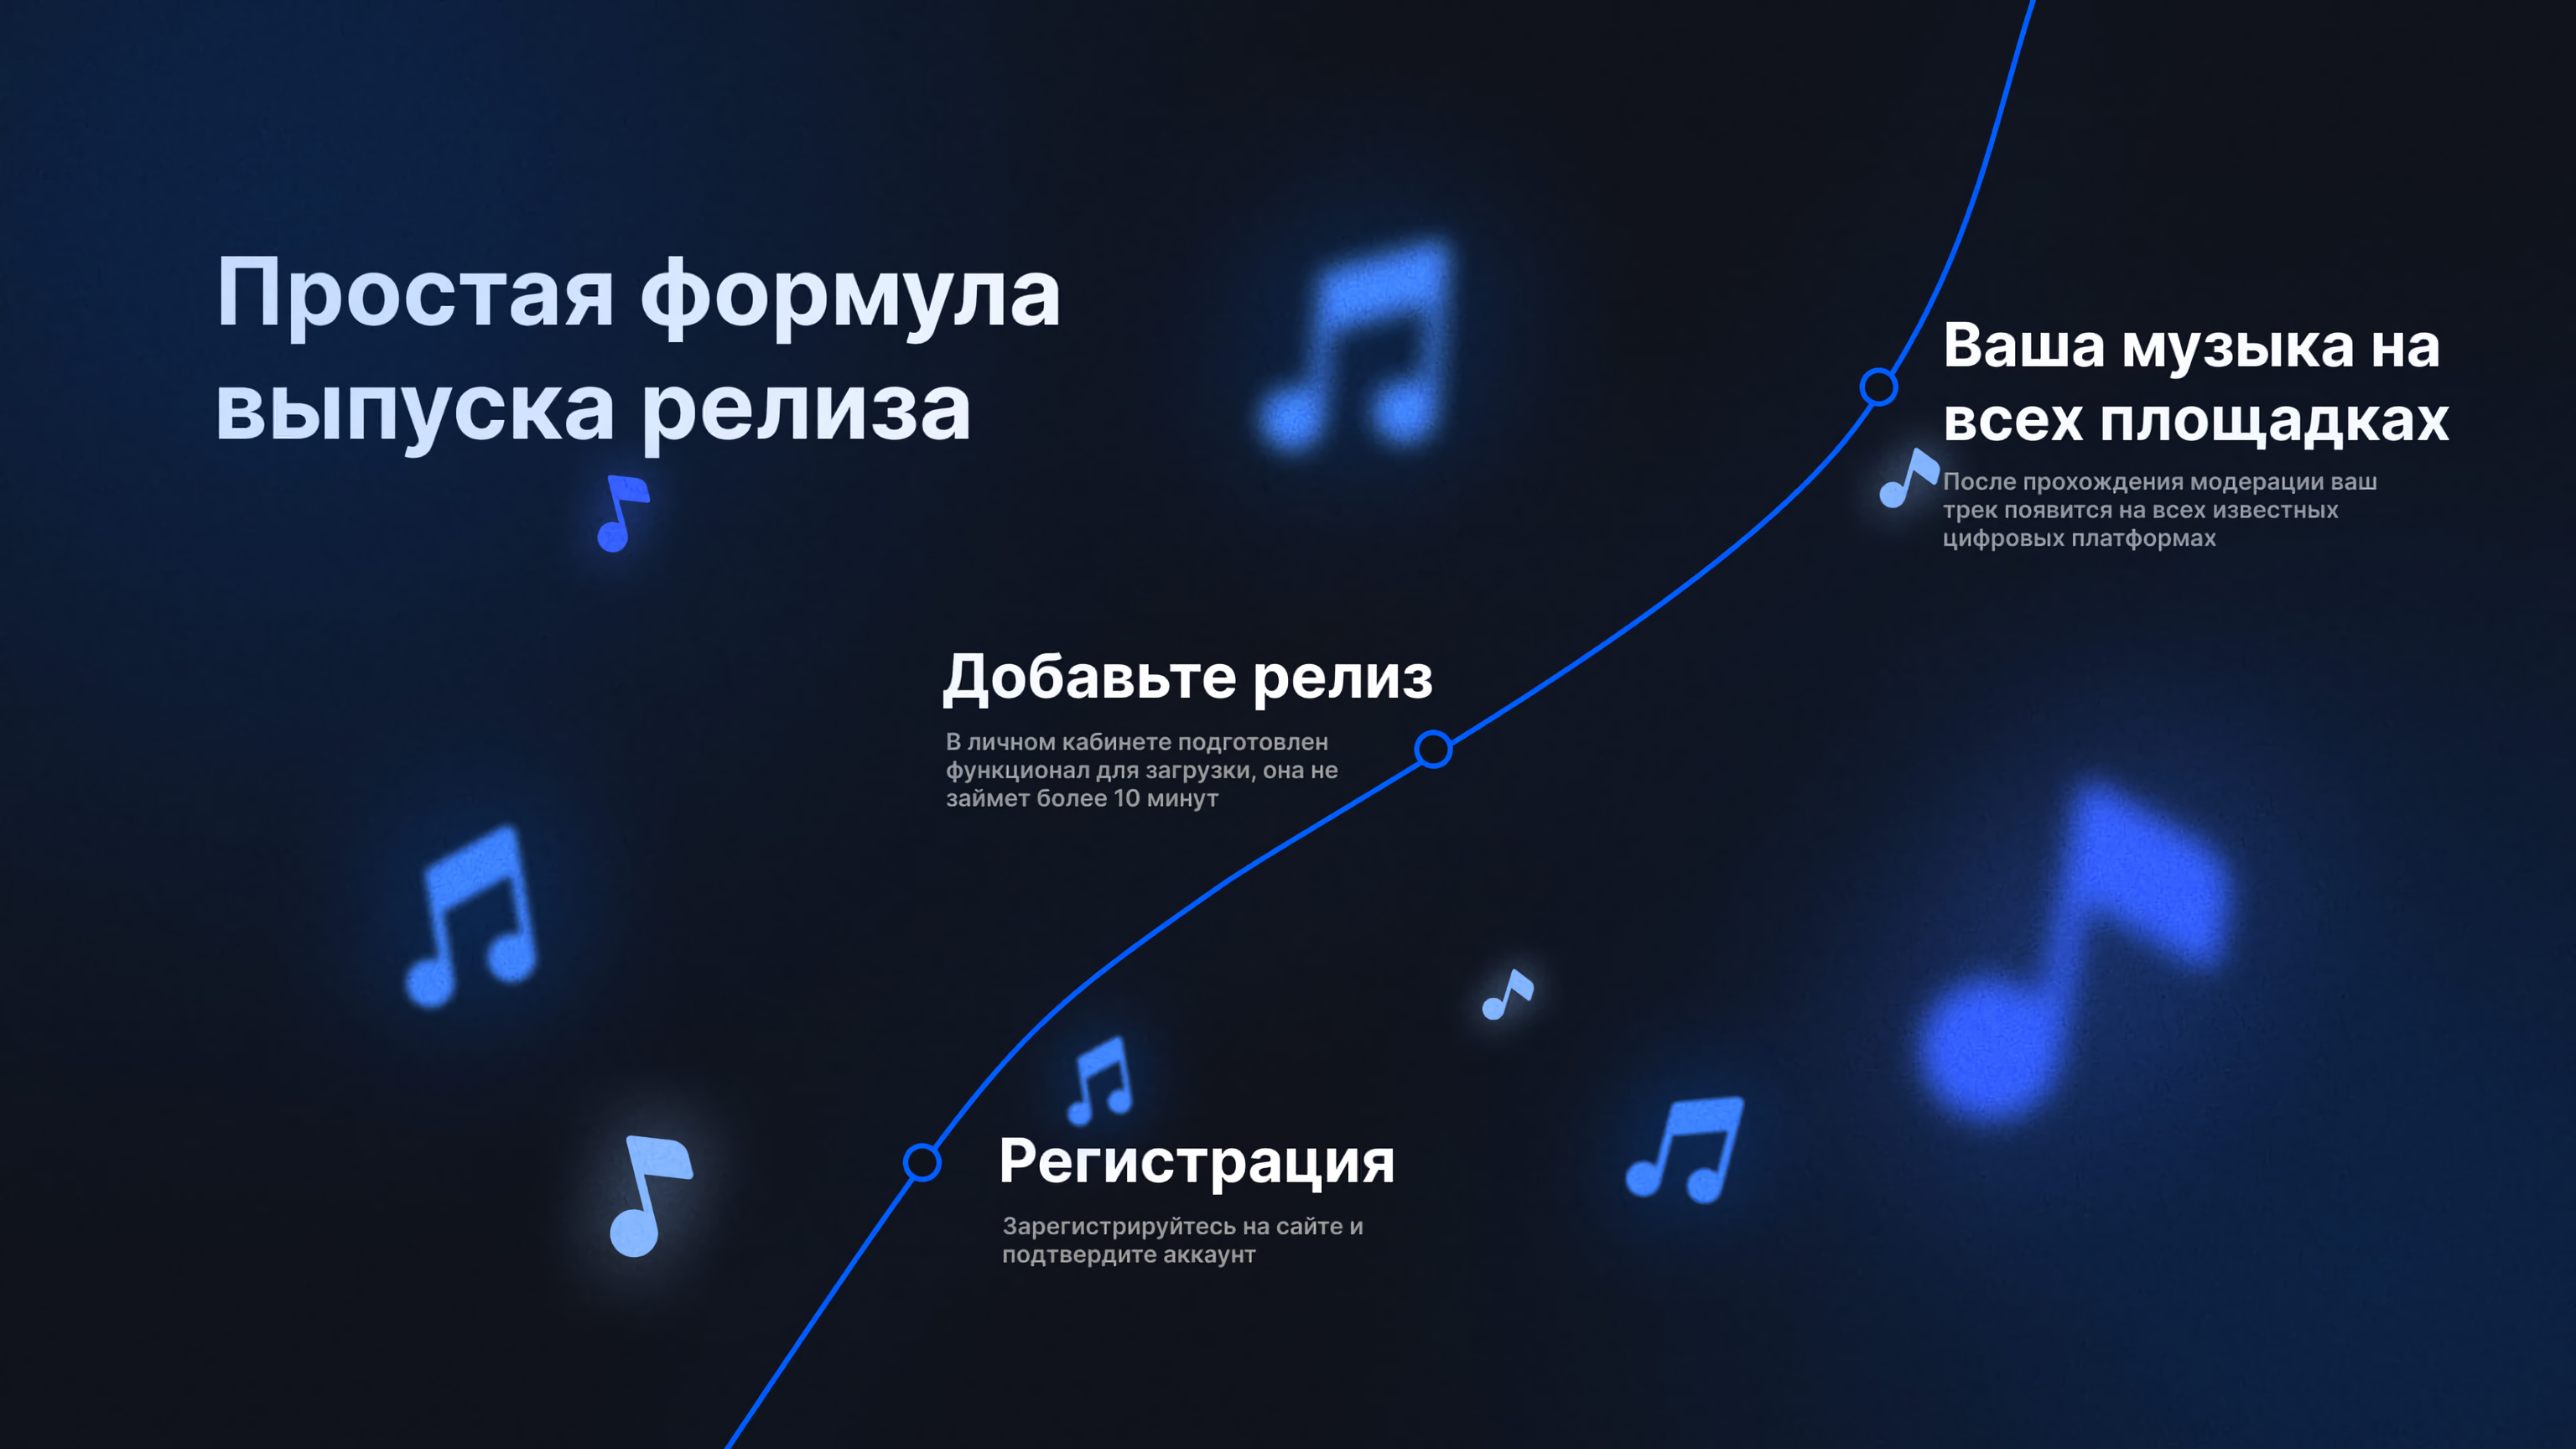 Простая формула
выпуска релиза
Ваша музыка на
всех площадках
После прохождения модерации ваш
трек появится на всех известных
цифровых платформах
Добавьте релиз
В личном кабинете подготовлен
функционал для загрузки, она не
займет более 10 минут
Регистрация
Зарегистрируйтесь на сайте и
подтвердите аккаунт